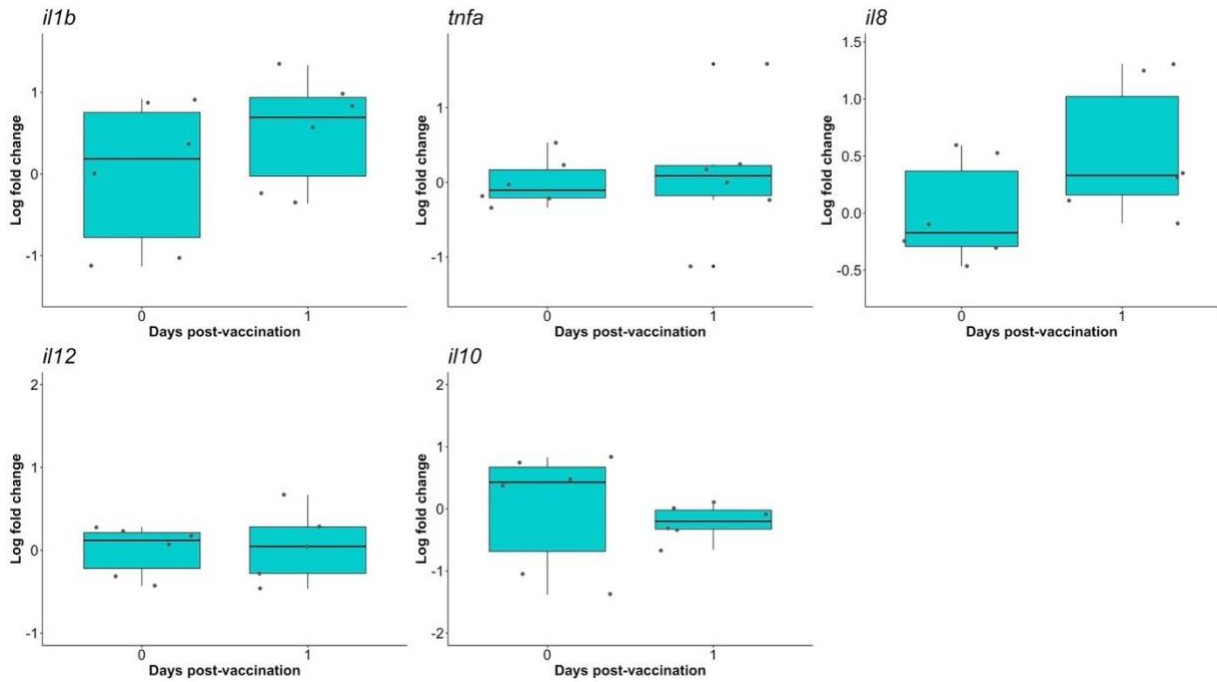 il1b
Log fold change
1
0
-1
0
1
Days post-vaccination
tnfa
Log fold change
1
0
-1
0
1
Days post-vaccination
il8
Log fold change
1.5
1.0
0.5
0.0
-0.5
0
1
Days post-vaccination
il12
Log fold change
2
1
0
-1
0
1
Days post-vaccination
il10
Log fold change
2
1
0
-1
-2
0
1
Days post-vaccination